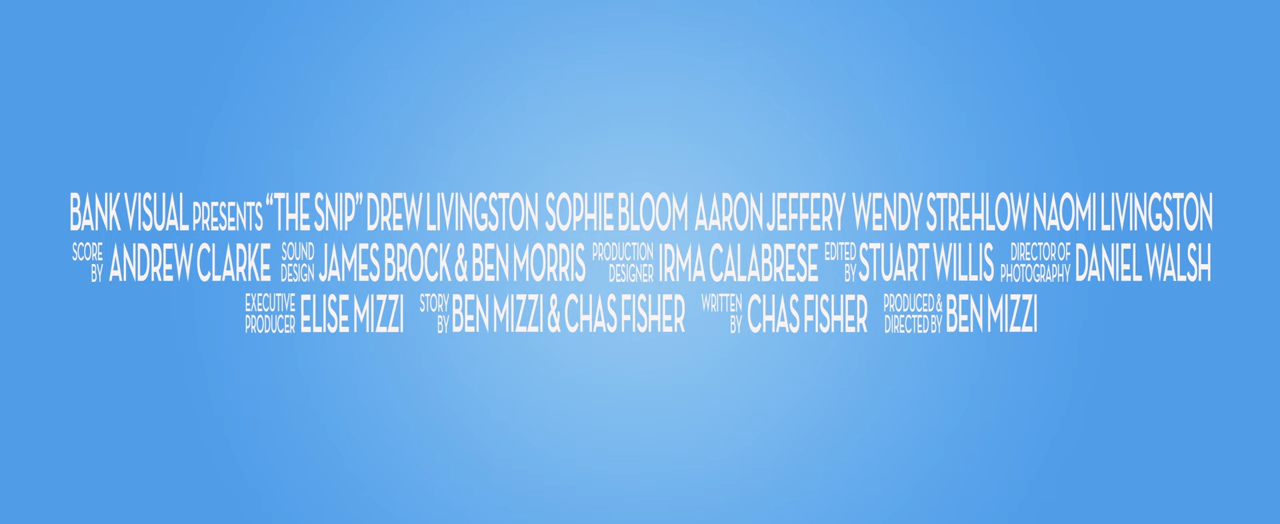 BANK VISUAL PRESENTS “THE SNIP” DREW LIVINGSTON SOPHIE BLOOM AARON JEFFERY WENDY STREHLOW NAOMI LIVINGSTON
SCORE BY ANDREW CLARKE SOUND DESIGN JAMES BROCK & BEN MORRIS PRODUCTION DESIGNER IRMA CALABRESE EDITED BY STUART WILLIS DIRECTOR OF PHOTOGRAPHY DANIEL WALSH
EXECUTIVE PRODUCER ELISE MIZZI STORY BY BEN MIZZI & CHAS FISHER WRITTEN BY CHAS FISHER PRODUCED & DIRECTED BY BEN MIZZI